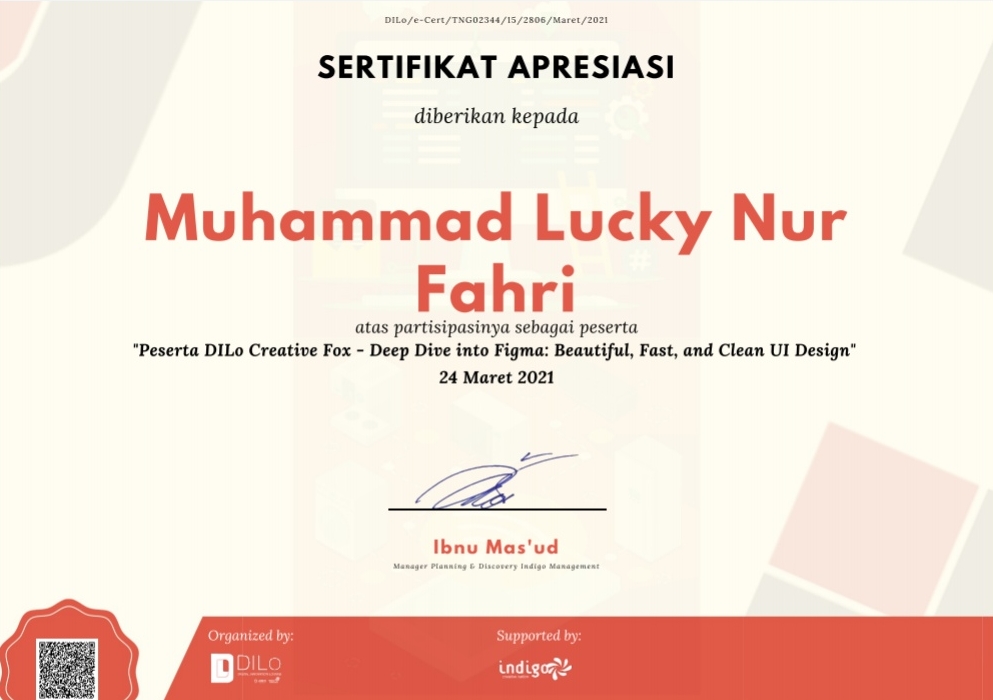 DILo/e-Cert/TNG02344/15/2806/Maret/2021
SERTIFIKAT APRESIASI
diberikan kepada
Muhammad Lucky Nur
Fahri
atas partisipasinya sebagai peserta
"Peserta DILo Creative Fox - Deep Dive into Figma: Beautiful, Fast, and Clean UI Design"
24 Maret 2021
Ibnu Mas'ud
Manager Planning & Discovery Indigo Management
Organized by:
Supported by:
DILo
indigo